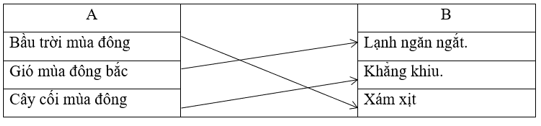 A B
Bầu trời mùa đông Lạnh ngăn ngắt.
Gió mùa đông bắc Khẳng khiu.
Cây cối mùa đông Xám xịt